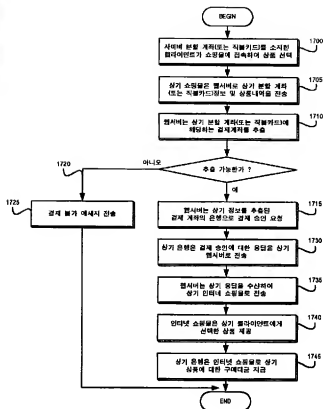 BEGIN
1700
사이버 분할 계좌(또는 직불카드)를 소지한
클라이언트가 쇼핑몰에 접속하여 상품 선택
1705
상기 쇼핑몰은 웹서버로 상기 분할 계좌
(또는 직불카드)정보 및 상품내역을 전송
1710
웹서버는 상기 분할 계좌(또는 직불카드)에
해당하는 결제계좌를 추출
1720
아니오
추출 가능한가 ?
예
1725
결제 불가 메세지 전송
1715
웹서버는 상기 정보를 추출된
결제 계좌의 은행으로 결제 승인 요청
1730
상기 은행은 결제 승인에 대한 응답을 상기
웹서버로 전송
1735
웹서버는 상기 응답을 수신하여
상기 인터넷 쇼핑몰로 전송
1740
인터넷 쇼핑몰은 상기 클라이언트에게
선택한 상품 제공
1745
상기 은행은 인터넷 쇼핑몰로 상기
상품에 대한 구매대금 지급
END